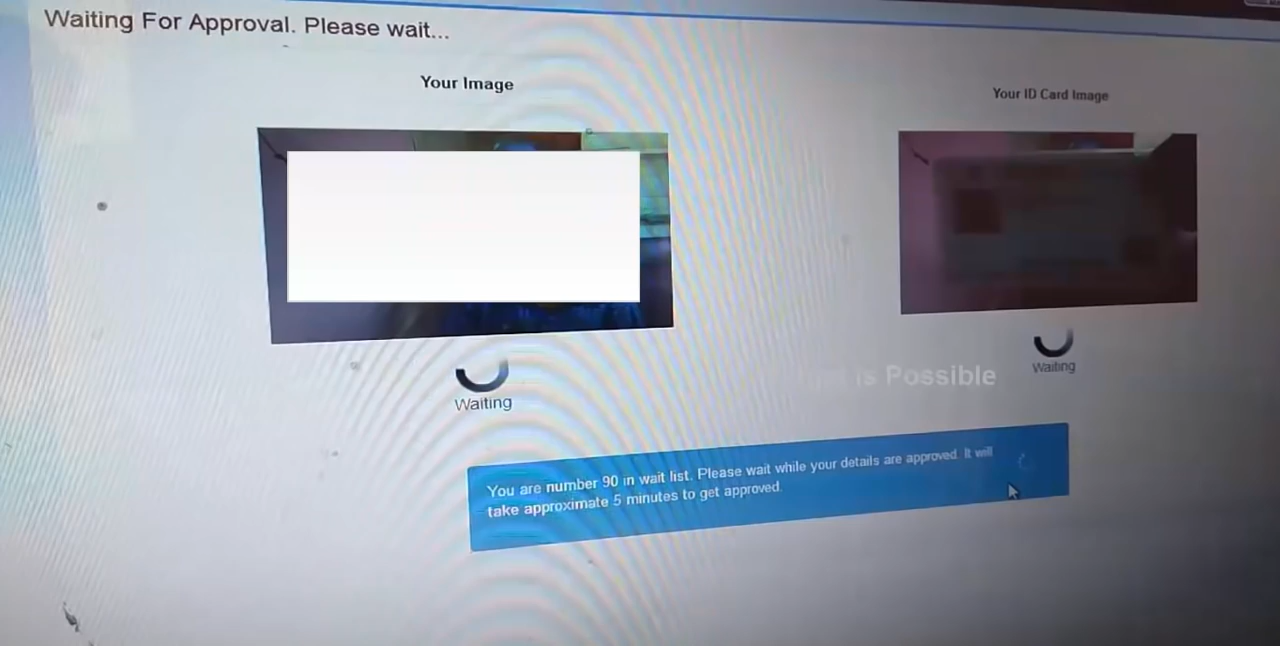 Waiting For Approval. Please wait...
Your Image
Your ID Card Image
Waiting
Waiting
is Possible
You are number 90 in wait list. Please wait while your details are approved. It will
take approximate 5 minutes to get approved.